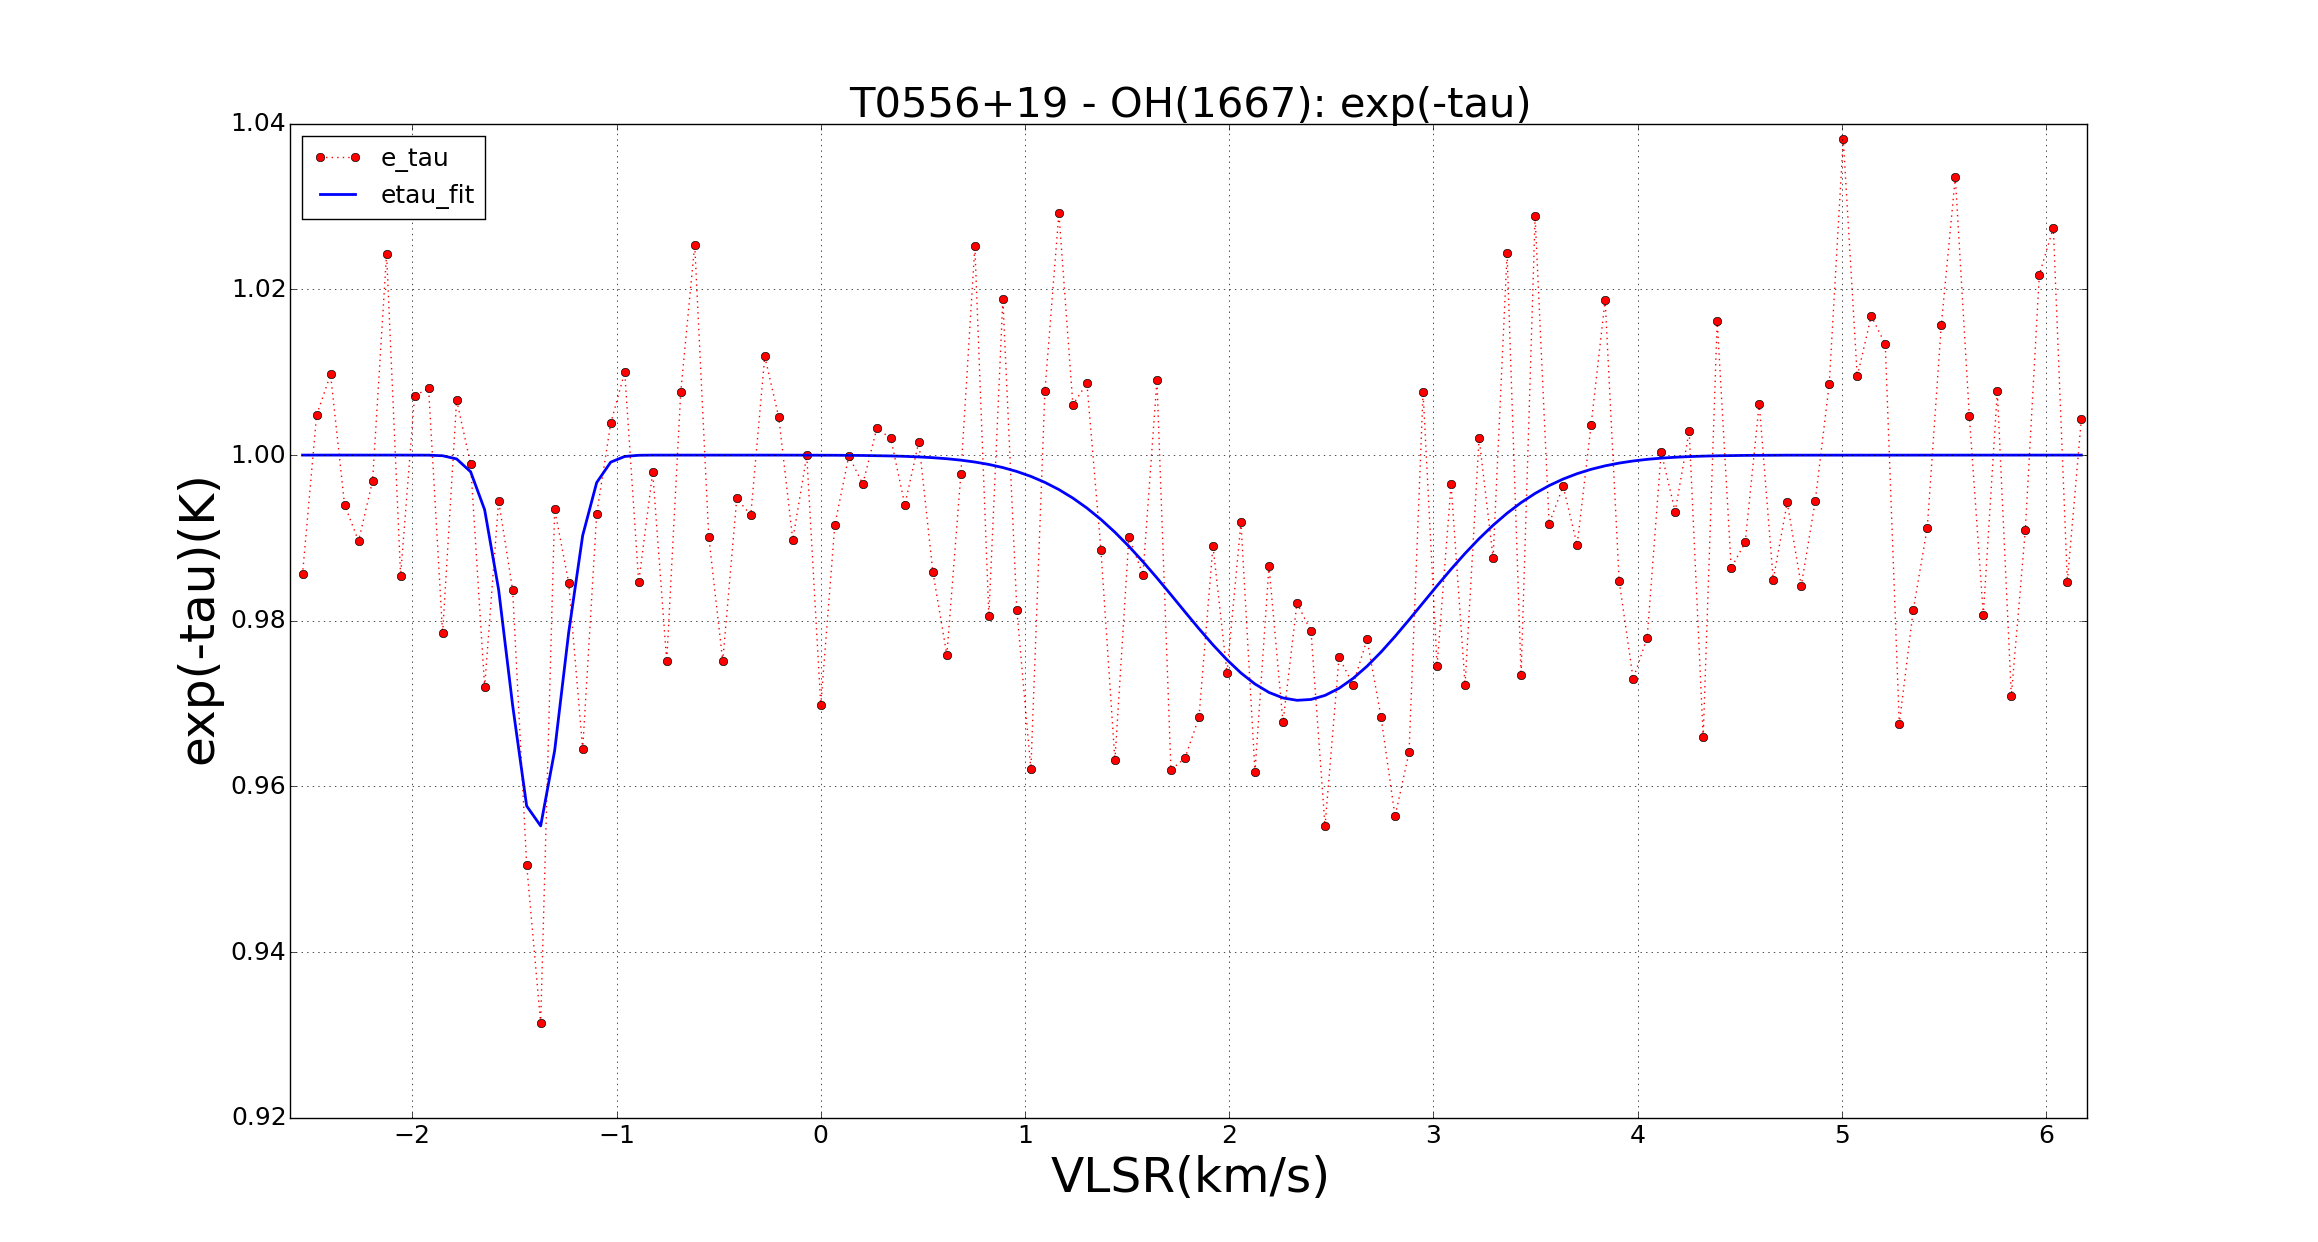 T0556+19 - OH(1667): exp(-tau)
e_tau
etau_fit
1.04
1.02
1.00
0.98
0.96
0.94
0.92
exp(-tau)(K)
−2 −1 0 1 2 3 4 5 6
VLSR(km/s)